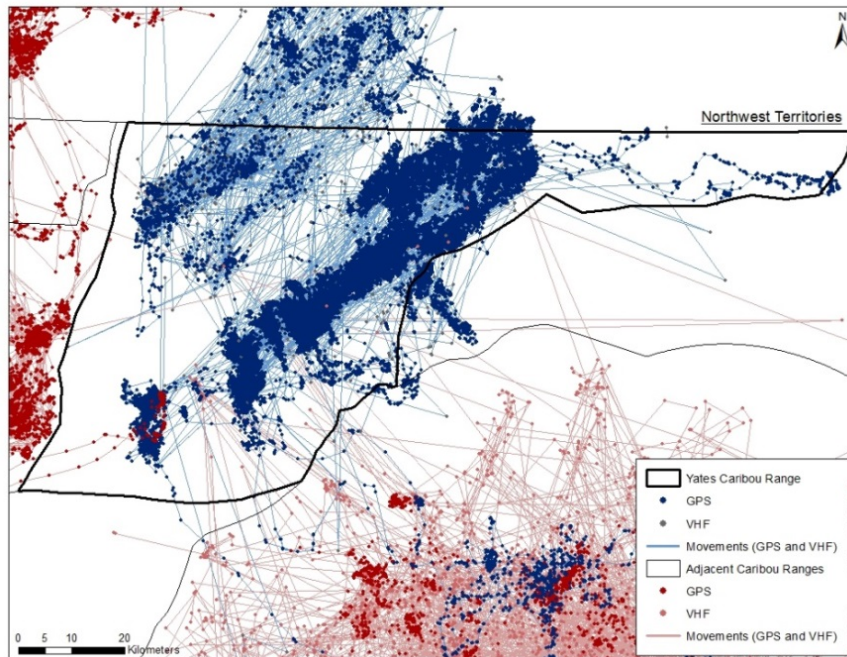 N
Northwest Territories
Yates Caribou Range
GPS
VHF
Movements (GPS and VHF)
Adjacent Caribou Ranges
GPS
VHF
Movements (GPS and VHF)
0 5 10 20
Kilometers